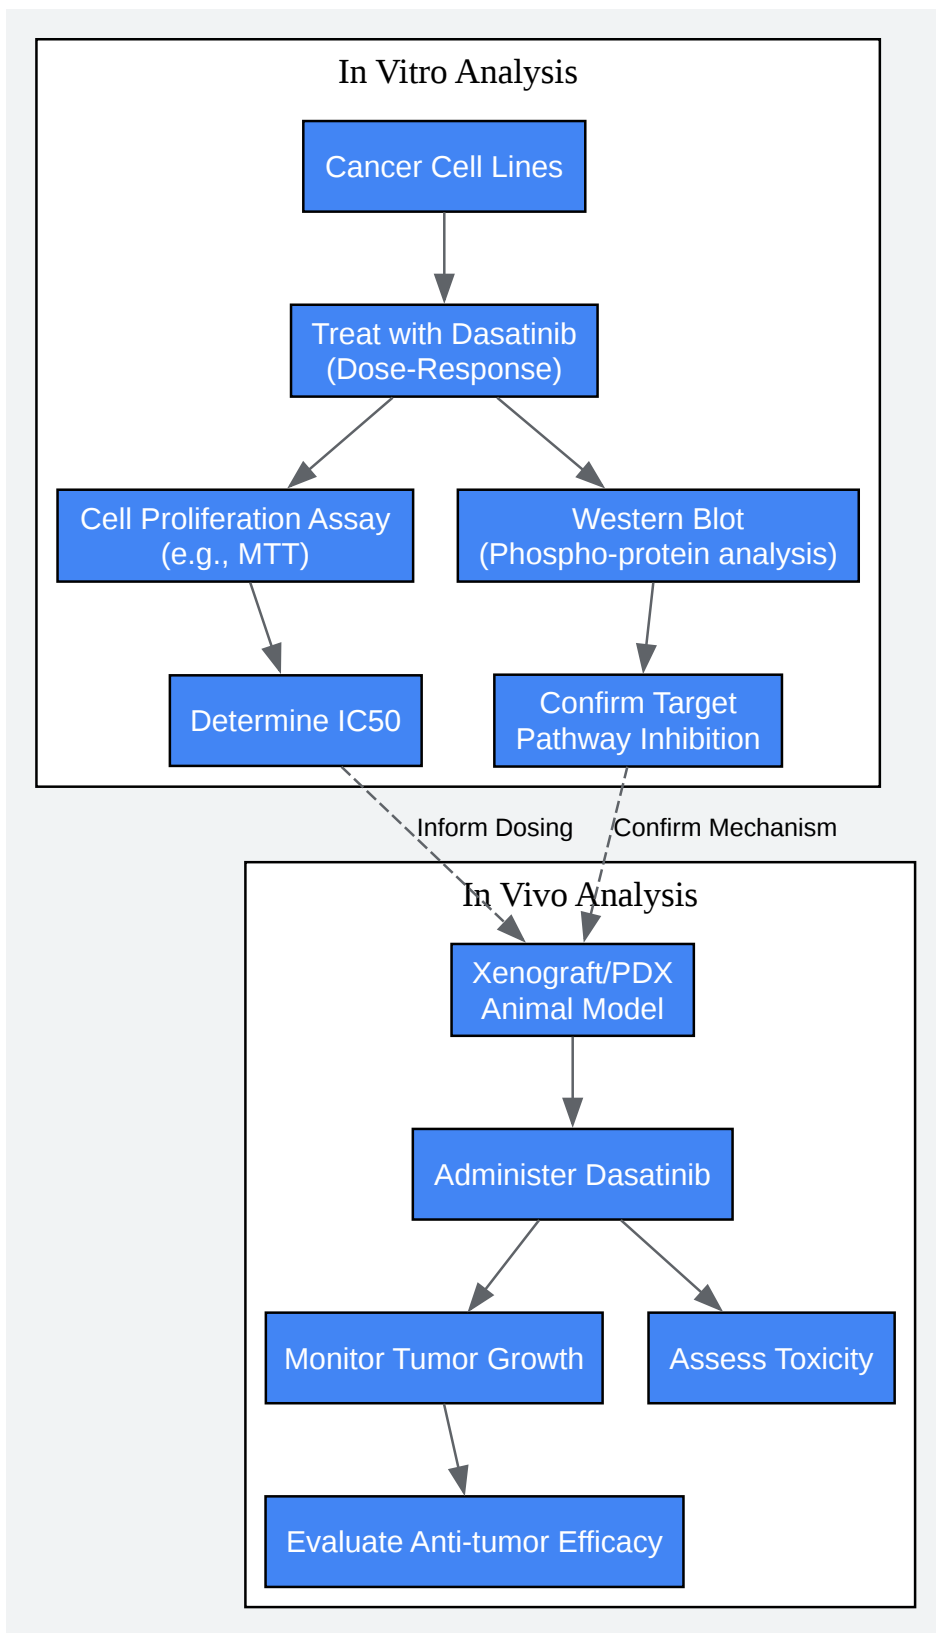 In Vitro Analysis
Cancer Cell Lines
Treat with Dasatinib
(Dose-Response)
Cell Proliferation Assay
(e.g., MTT)
Western Blot
(Phospho-protein analysis)
Determine IC50
Confirm Target
Pathway Inhibition
Inform Dosing
Confirm Mechanism
In Vivo Analysis
Xenograft/PDX
Animal Model
Administer Dasatinib
Monitor Tumor Growth
Assess Toxicity
Evaluate Anti-tumor Efficacy